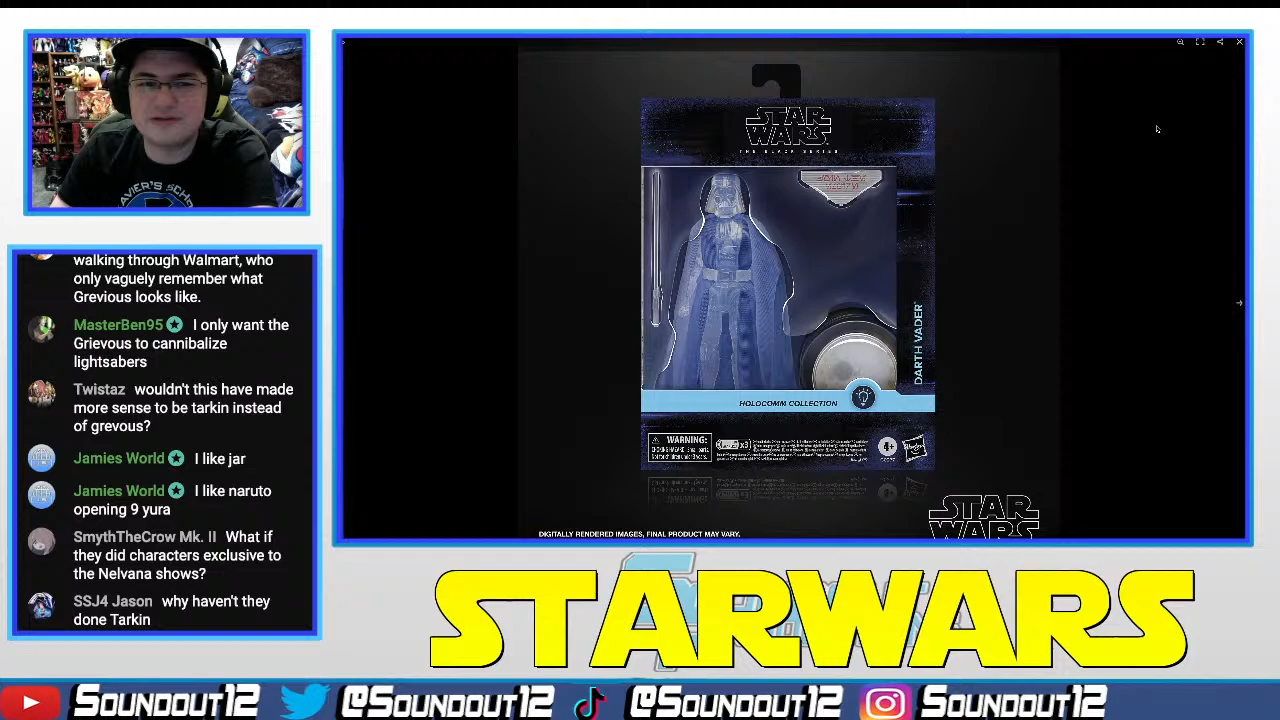 walking through Walmart, who
only vaguely remember what
Grevious looks like.
MasterBen95 I only want the
Grievous to cannibalize
lightsabers
Twistaz wouldn't this have made
more sense to be tarkin instead
of grevous?
Jamies World I like jar
Jamies World I like naruto
opening 9 yura
SmythTheCrow Mk. II What if
they did characters exclusive to
the Nelvana shows?
SSJ4 Jason why haven't they
done Tarkin
STAR
WARS
THE BLACK SERIES
DARTH VADER
HOLOCOMM COLLECTION
WARNING:
x3
4+
Hasbro
STAR
WARS
DIGITALLY RENDERED IMAGES, FINAL PRODUCT MAY VARY.
STARWARS
SOUNDOUT12
@SOUNDOUT12
@SOUNDOUT12
SOUNDOUT12